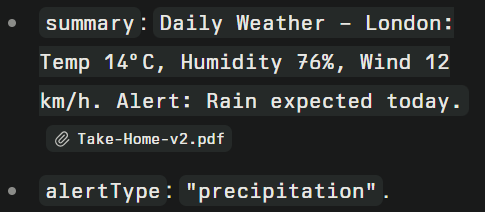 • summary: Daily Weather – London:
Temp 14°C, Humidity 76%, Wind 12
km/h. Alert: Rain expected today.
Take-Home-v2.pdf
• alertType: "precipitation".